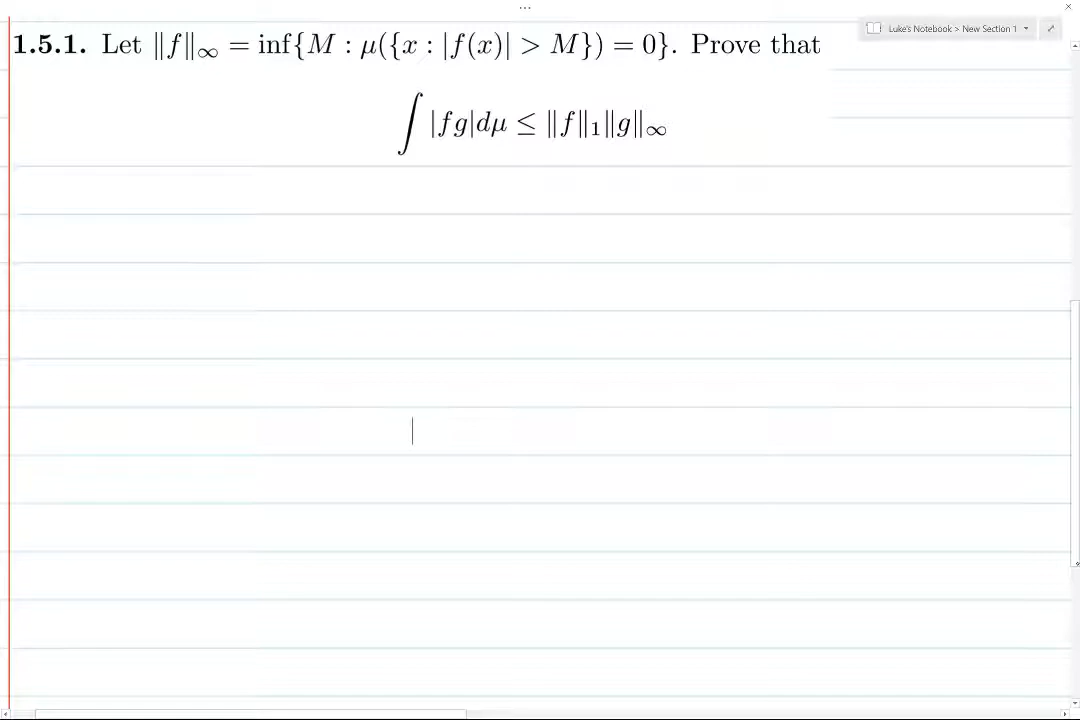 Luke's Notebook > New Section 1
1.5.1. Let ‖f‖∞ = inf{M : μ({x : |f(x)| > M}) = 0}. Prove that
∫ |fg|dμ ≤ ‖f‖₁‖g‖∞